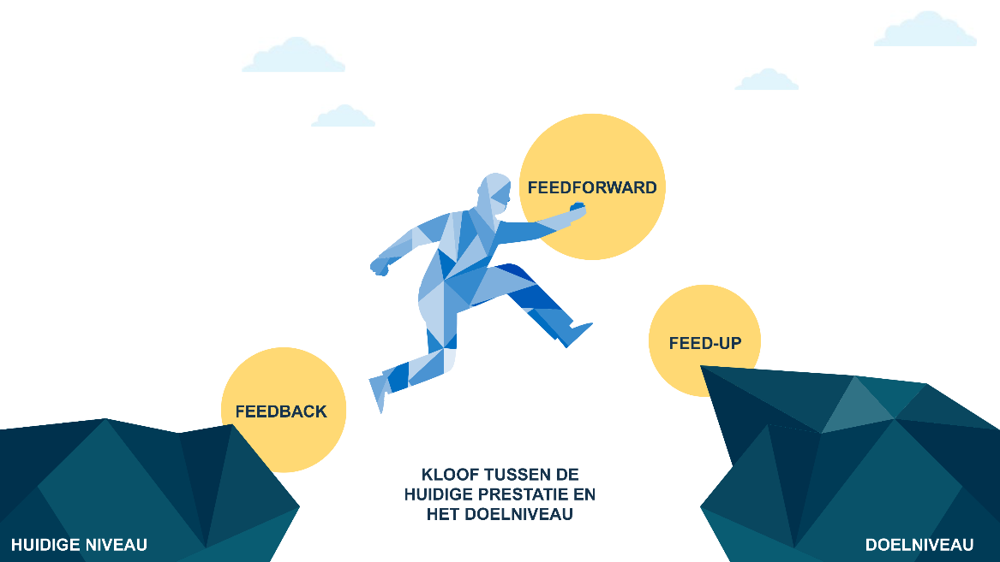 FEEDFORWARD
FEED-UP
FEEDBACK
KLOOF TUSSEN DE
HUIDIGE PRESTATIE EN
HET DOELNIVEAU
HUIDIGE NIVEAU
DOELNIVEAU